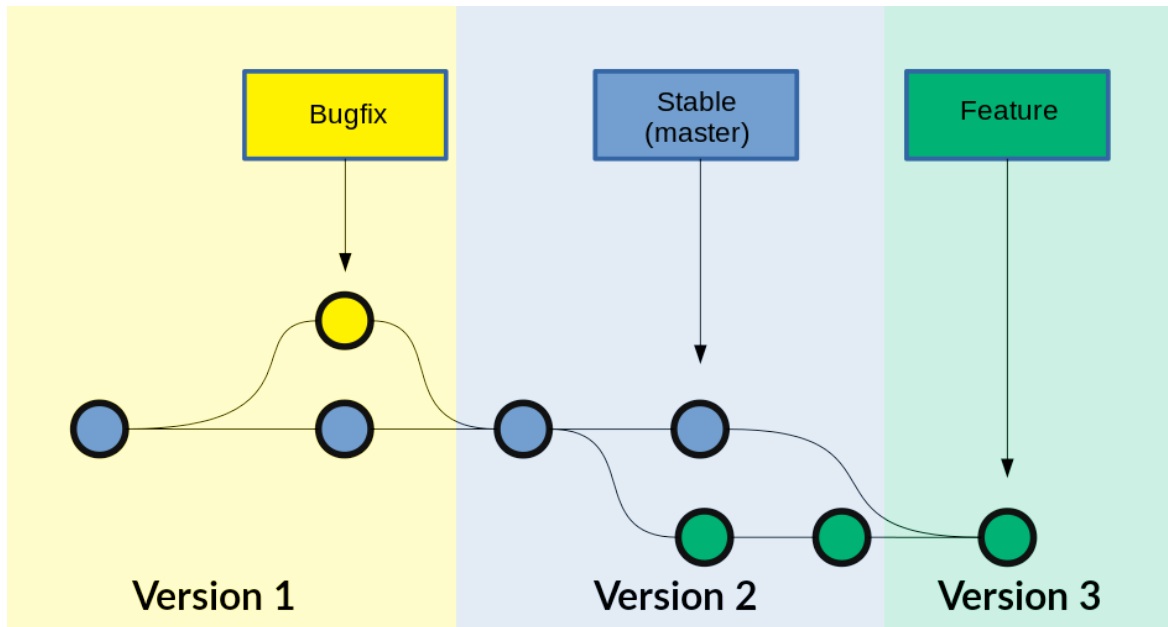 Bugfix
Stable
(master)
Feature
Version 1
Version 2
Version 3